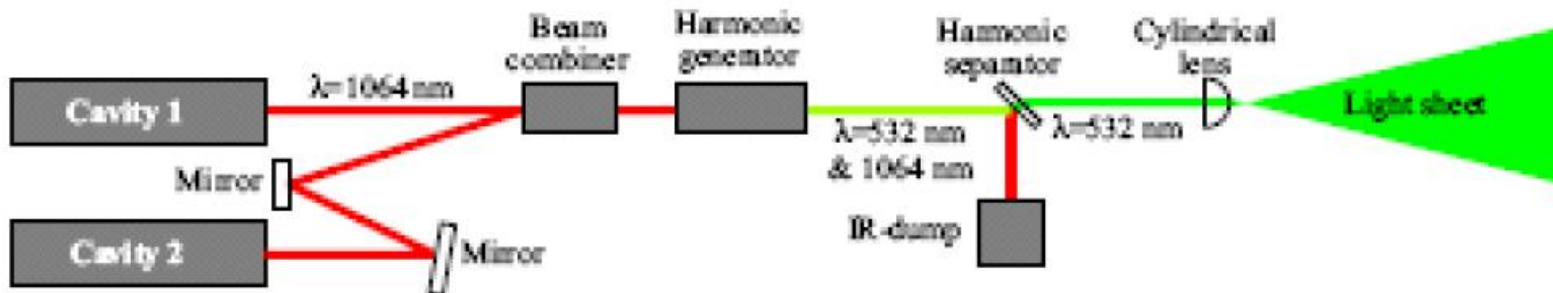 Cavity 1
λ=1064 nm
Beam
combiner
Harmonic
generator
λ=532 nm
& 1064 nm
Harmonic
separator
λ=532 nm
Cylindrical
lens
Light sheet
Mirror
Cavity 2
Mirror
IR-dump